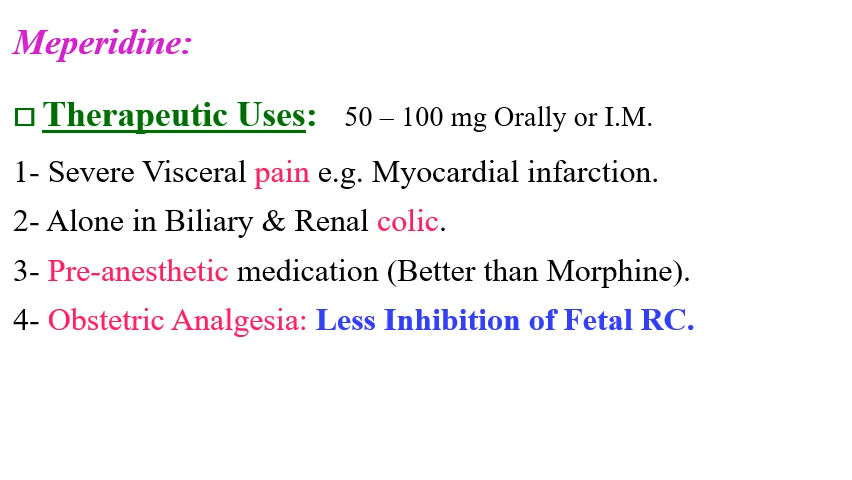 Meperidine:
Therapeutic Uses: 50 – 100 mg Orally or I.M.
1- Severe Visceral pain e.g. Myocardial infarction.
2- Alone in Biliary & Renal colic.
3- Pre-anesthetic medication (Better than Morphine).
4- Obstetric Analgesia: Less Inhibition of Fetal RC.